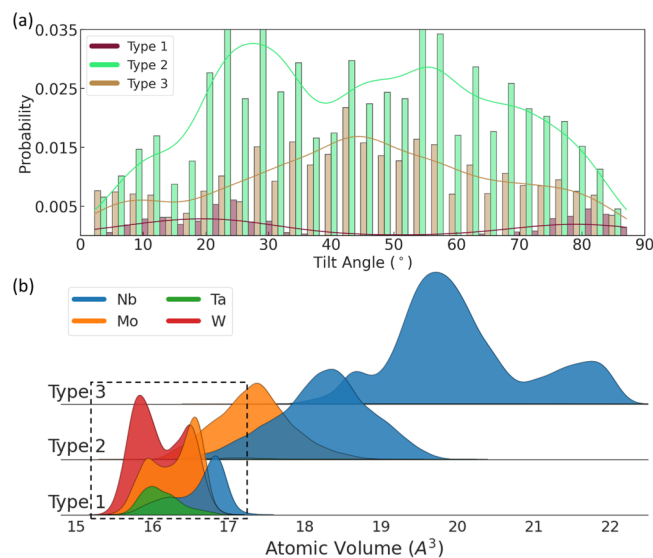 (a)
0.035
0.025
0.015
0.005
Probability
Type 1
Type 2
Type 3
0 10 20 30 40 50 60 70 80 90
Tilt Angle (°)
(b)
Nb Ta
Mo W
Type 3
Type 2
Type 1
15 16 17 18 19 20 21 22
Atomic Volume (A³)